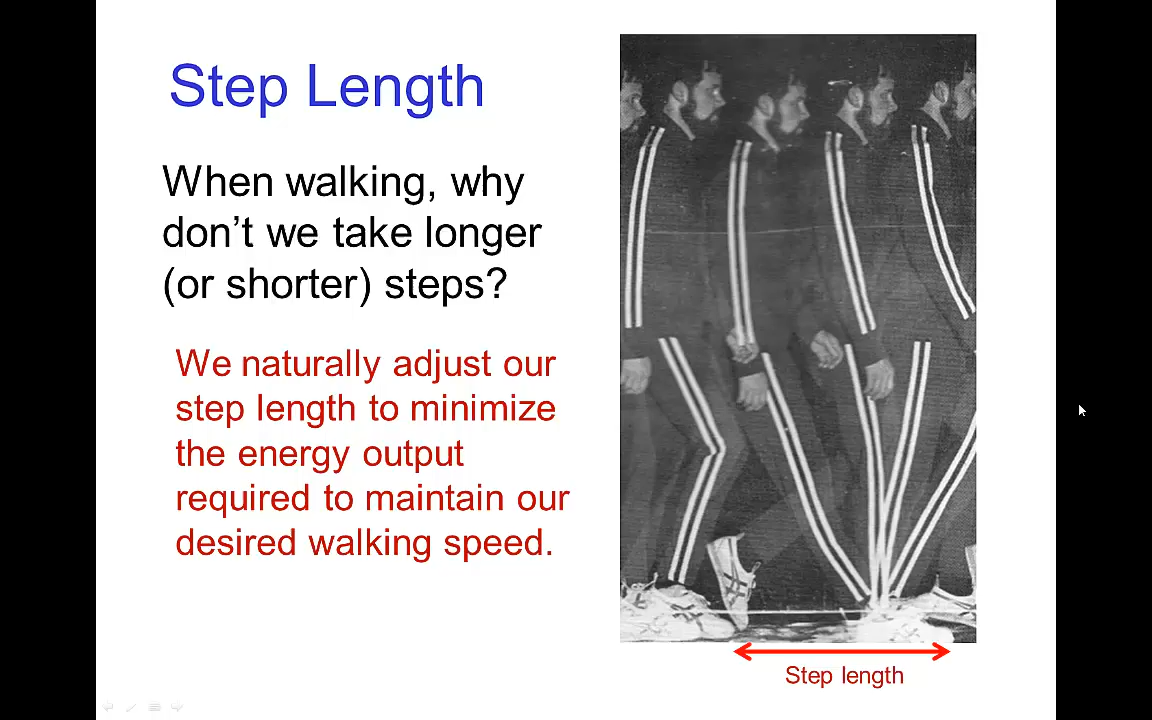 Step Length
When walking, why
don't we take longer
(or shorter) steps?
We naturally adjust our
step length to minimize
the energy output
required to maintain our
desired walking speed.
Step length